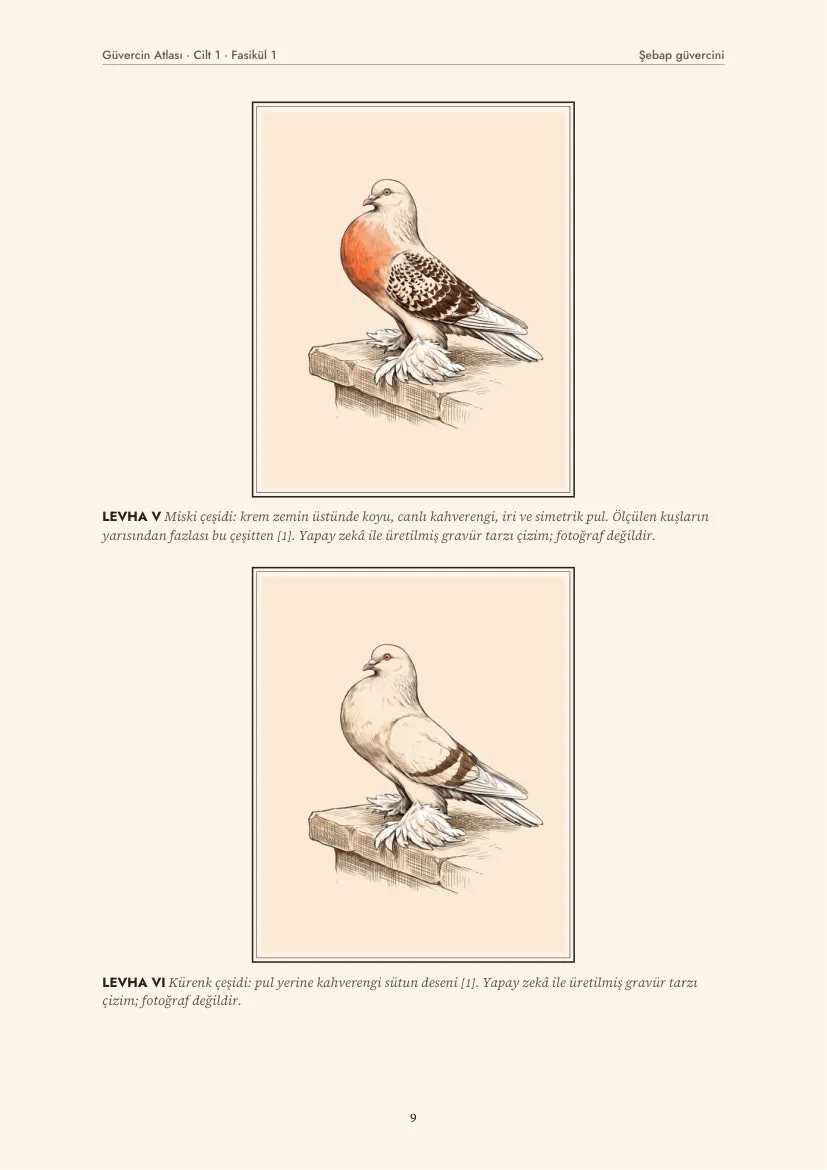 Güvercin Atlası · Cilt 1 · Fasikül 1
Şebap güvercini
LEVHA V Miski çeşidi: krem zemin üstünde koyu, canlı kahverengi, iri ve simetrik pul. Ölçülen kuşların
yarısından fazlası bu çeşitten [1]. Yapay zekâ ile üretilmiş gravür tarzı çizim; fotoğraf değildir.
LEVHA VI Kürenk çeşidi: pul yerine kahverengi sütun deseni [1]. Yapay zekâ ile üretilmiş gravür tarzı
çizim; fotoğraf değildir.
9